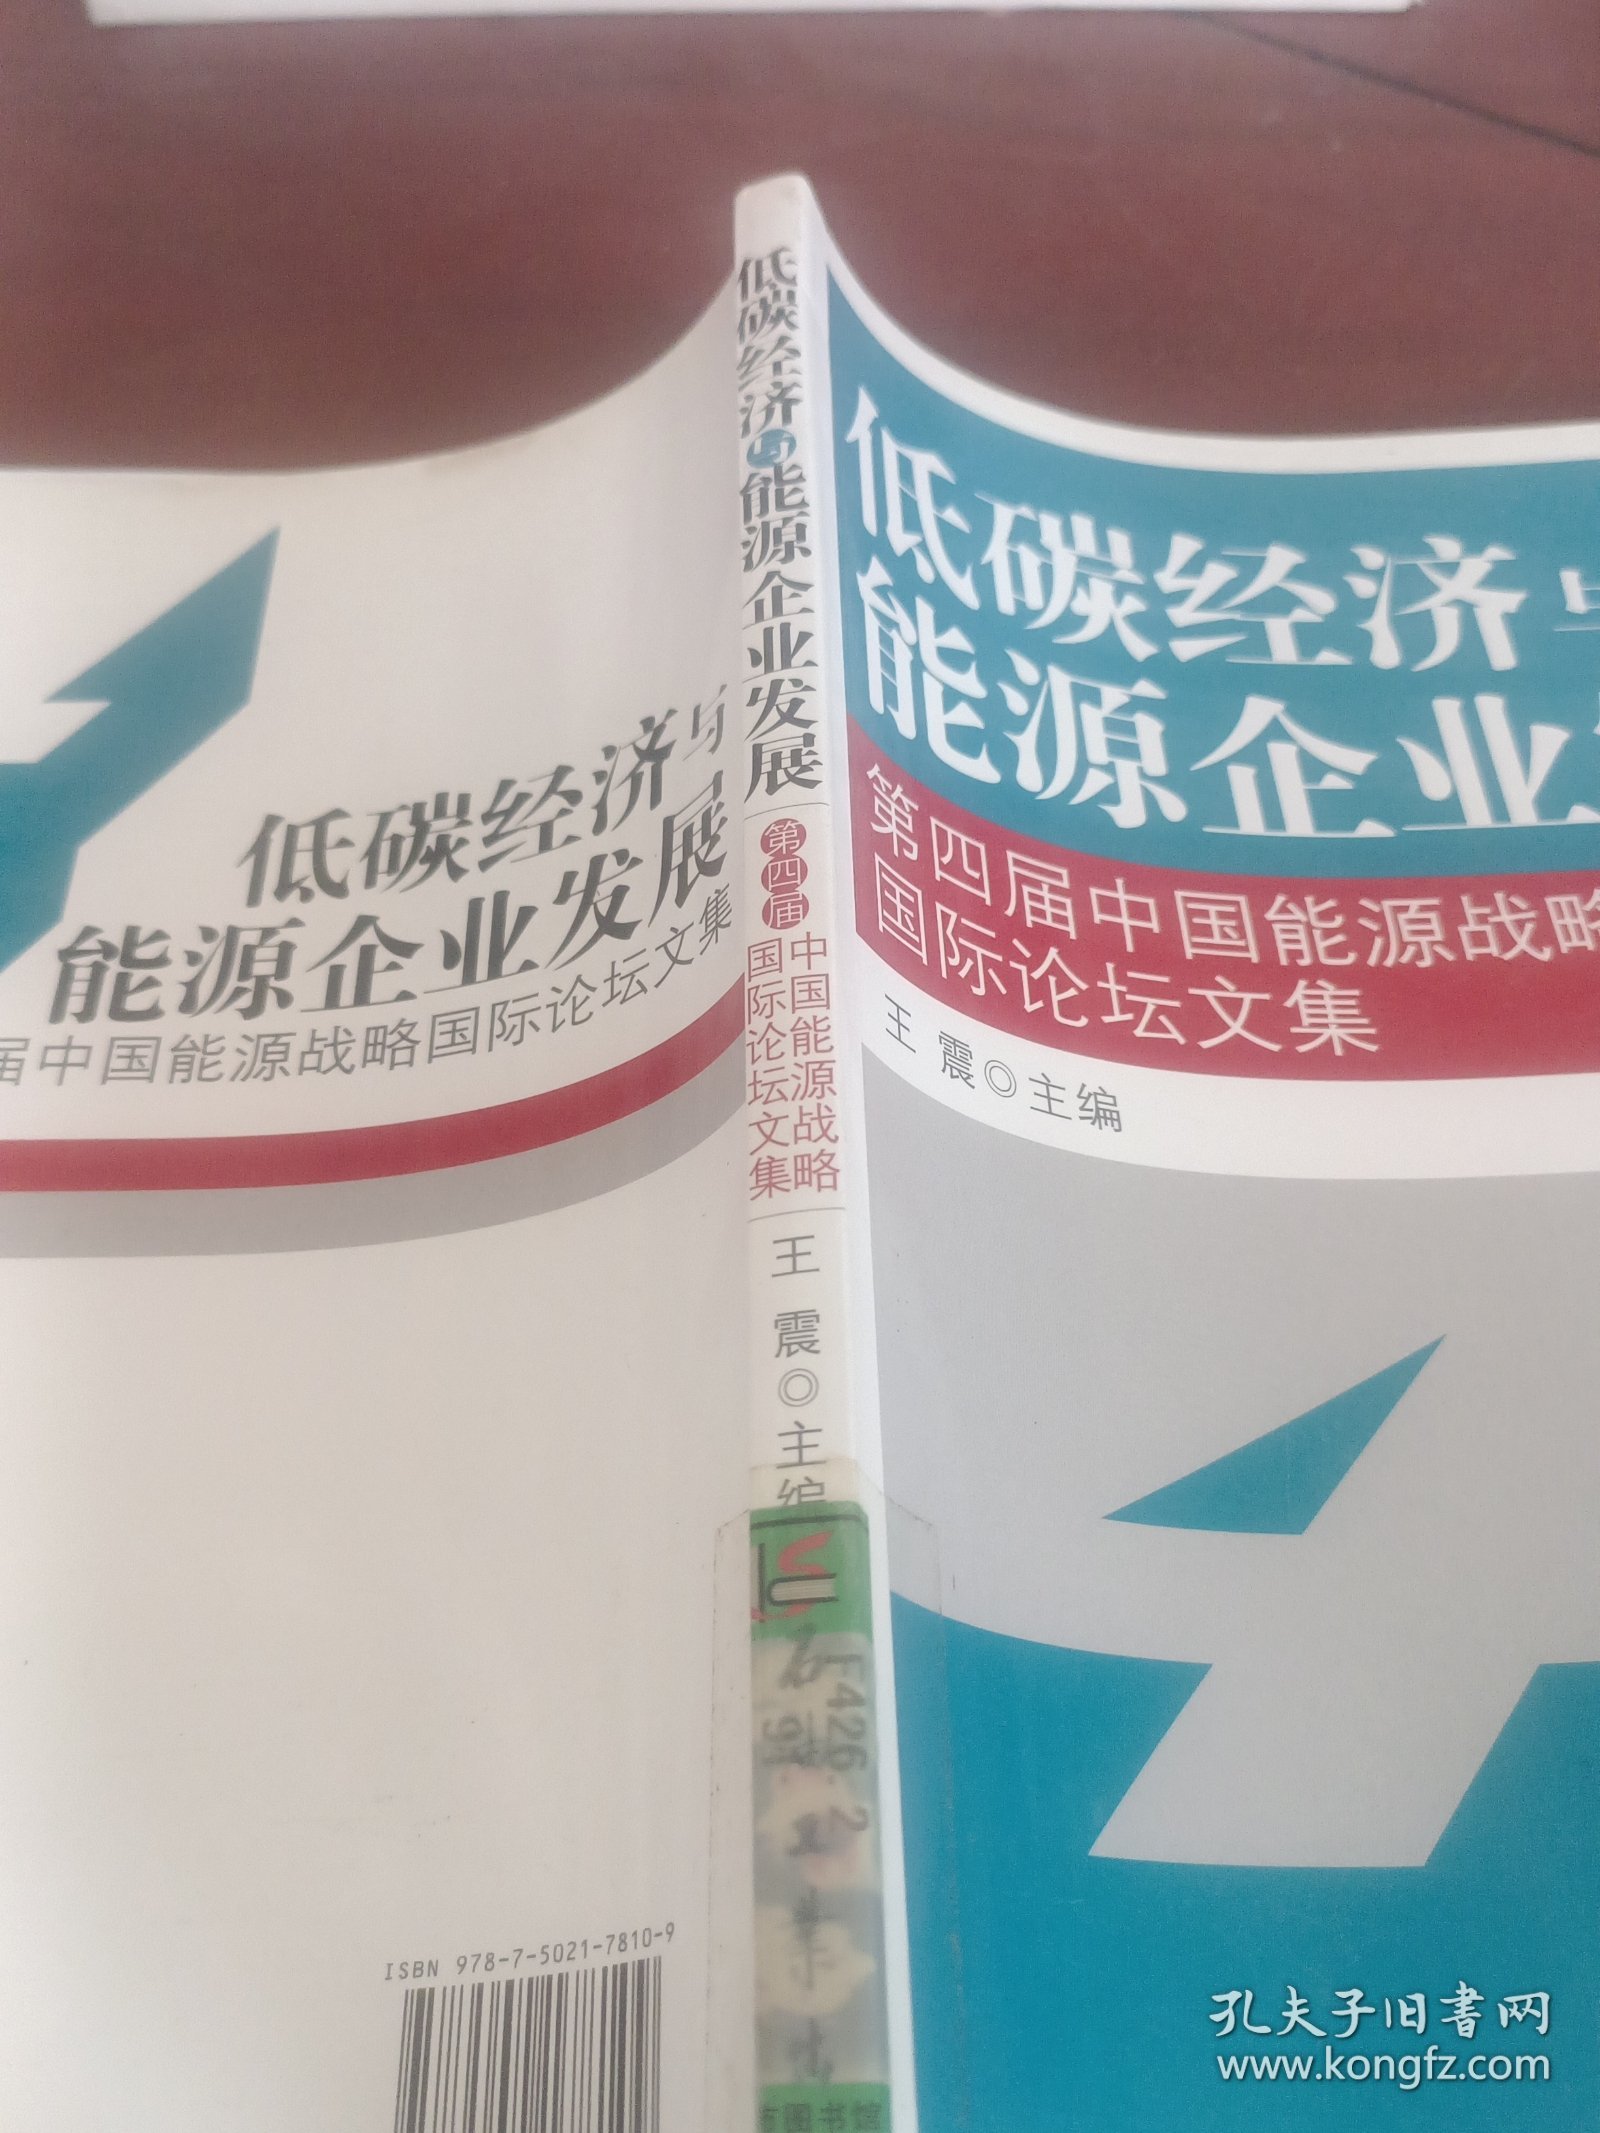 低碳经济与
能源企业发展
届中国能源战略国际论坛文集
ISBN 978-7-5021-7810-9
低碳经济与能源企业发展
第四届
中国能源战略
国际论坛文集
王震◎主编
F426.2
图书馆
低碳经济与
能源企业
第四届中国能源战略
国际论坛文集
王震◎主编
孔夫子旧书网
www.kongfz.com